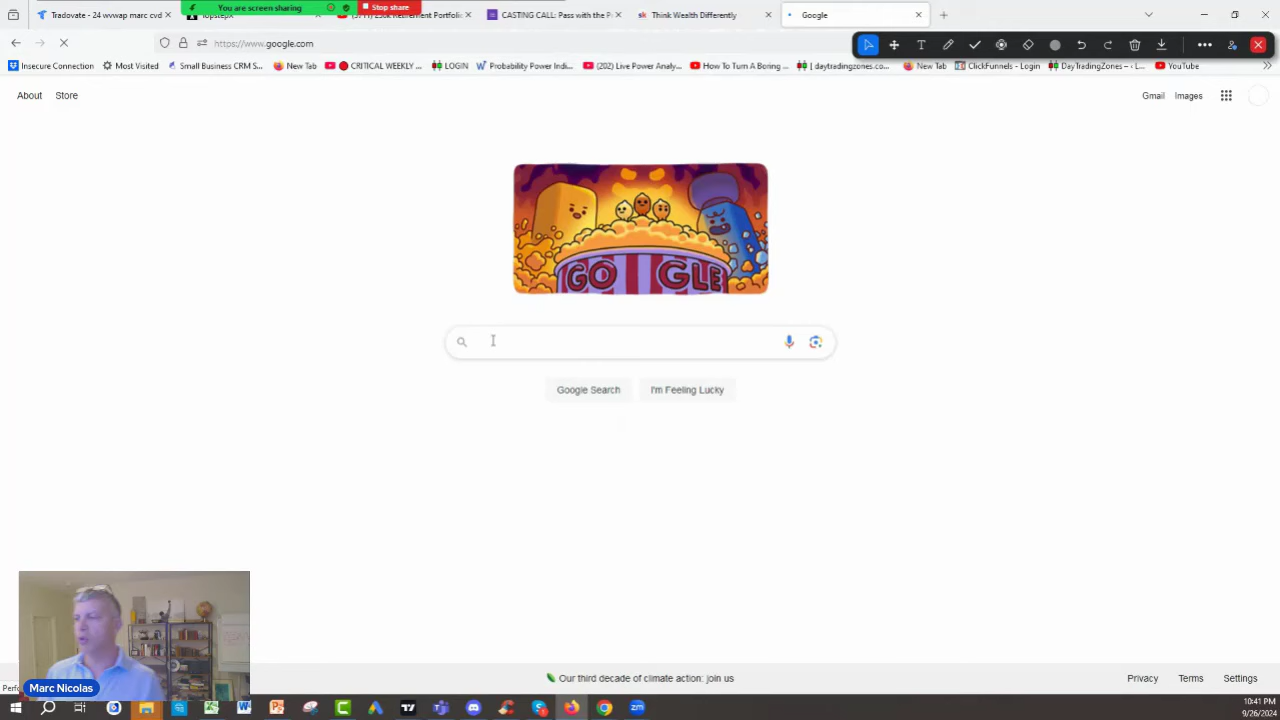 You are screen sharing
Stop share
Tradovate - 24 wwwp marc cvd
CASTING CALL: Pass with the P
Think Wealth Differently
Google
https://www.google.com
Insecure Connection
Most Visited
Small Business CRM S...
New Tab
CRITICAL WEEKLY ...
LOGIN
Probability Power Indi...
(202) Live Power Analy...
How To Turn A Boring ...
daytradingzones.co...
New Tab
ClickFunnels - Login
DayTradingZones – ‹ L...
YouTube
About
Store
Gmail
Images
GOOGLE
Google Search
I'm Feeling Lucky
Marc Nicolas
Our third decade of climate action: join us
Privacy
Terms
Settings
10:41 PM
9/26/2024